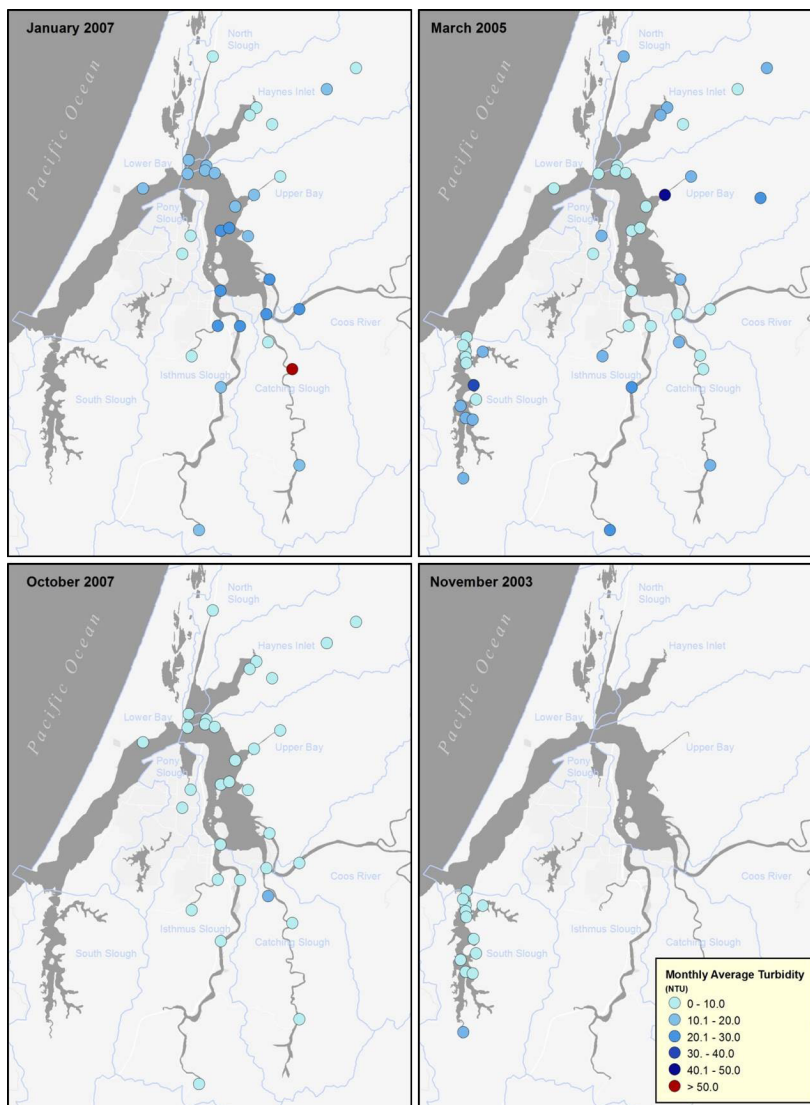 January 2007
North
Slough
Haynes Inlet
Pacific Ocean
Lower Bay
Upper Bay
Pony
Slough
Coos River
Isthmus Slough
Catching Slough
South Slough
March 2005
North
Slough
Haynes Inlet
Pacific Ocean
Lower Bay
Upper Bay
Pony
Slough
Coos River
Isthmus Slough
Catching Slough
South Slough
October 2007
North
Slough
Haynes Inlet
Pacific Ocean
Lower Bay
Upper Bay
Pony
Slough
Coos River
Isthmus Slough
Catching Slough
South Slough
November 2003
North
Slough
Haynes Inlet
Pacific Ocean
Lower Bay
Upper Bay
Pony
Slough
Coos River
Isthmus Slough
Catching Slough
South Slough
Monthly Average Turbidity
(NTU)
0 - 10.0
10.1 - 20.0
20.1 - 30.0
30. - 40.0
40.1 - 50.0
> 50.0